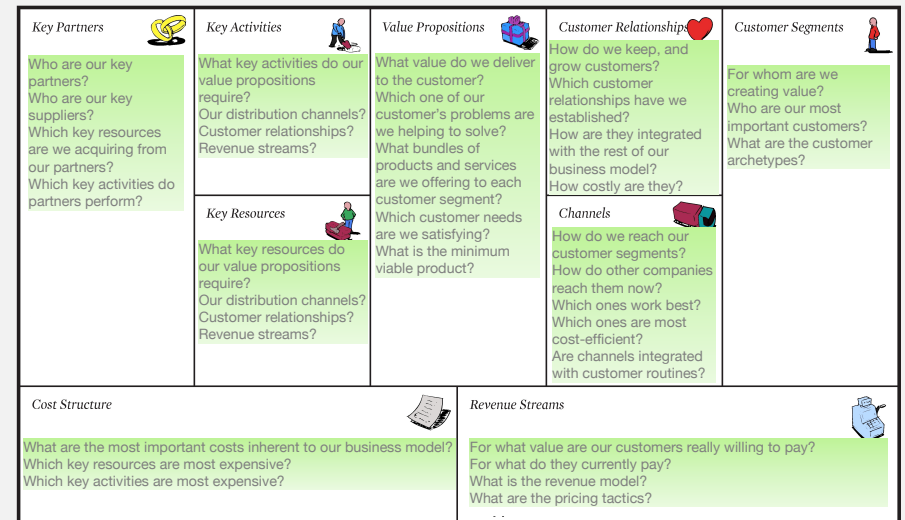 Key Partners
Who are our key
partners?
Who are our key
suppliers?
Which key resources
are we acquiring from
our partners?
Which key activities do
partners perform?
Key Activities
What key activities do our
value propositions
require?
Our distribution channels?
Customer relationships?
Revenue streams?
Key Resources
What key resources do
our value propositions
require?
Our distribution channels?
Customer relationships?
Revenue streams?
Value Propositions
What value do we deliver
to the customer?
Which one of our
customer's problems are
we helping to solve?
What bundles of
products and services
are we offering to each
customer segment?
Which customer needs
are we satisfying?
What is the minimum
viable product?
Customer Relationships
How do we keep, and
grow customers?
Which customer
relationships have we
established?
How are they integrated
with the rest of our
business model?
How costly are they?
Channels
How do we reach our
customer segments?
How do other companies
reach them now?
Which ones work best?
Which ones are most
cost-efficient?
Are channels integrated
with customer routines?
Customer Segments
For whom are we
creating value?
Who are our most
important customers?
What are the customer
archetypes?
Cost Structure
What are the most important costs inherent to our business model?
Which key resources are most expensive?
Which key activities are most expensive?
Revenue Streams
For what value are our customers really willing to pay?
For what do they currently pay?
What is the revenue model?
What are the pricing tactics?